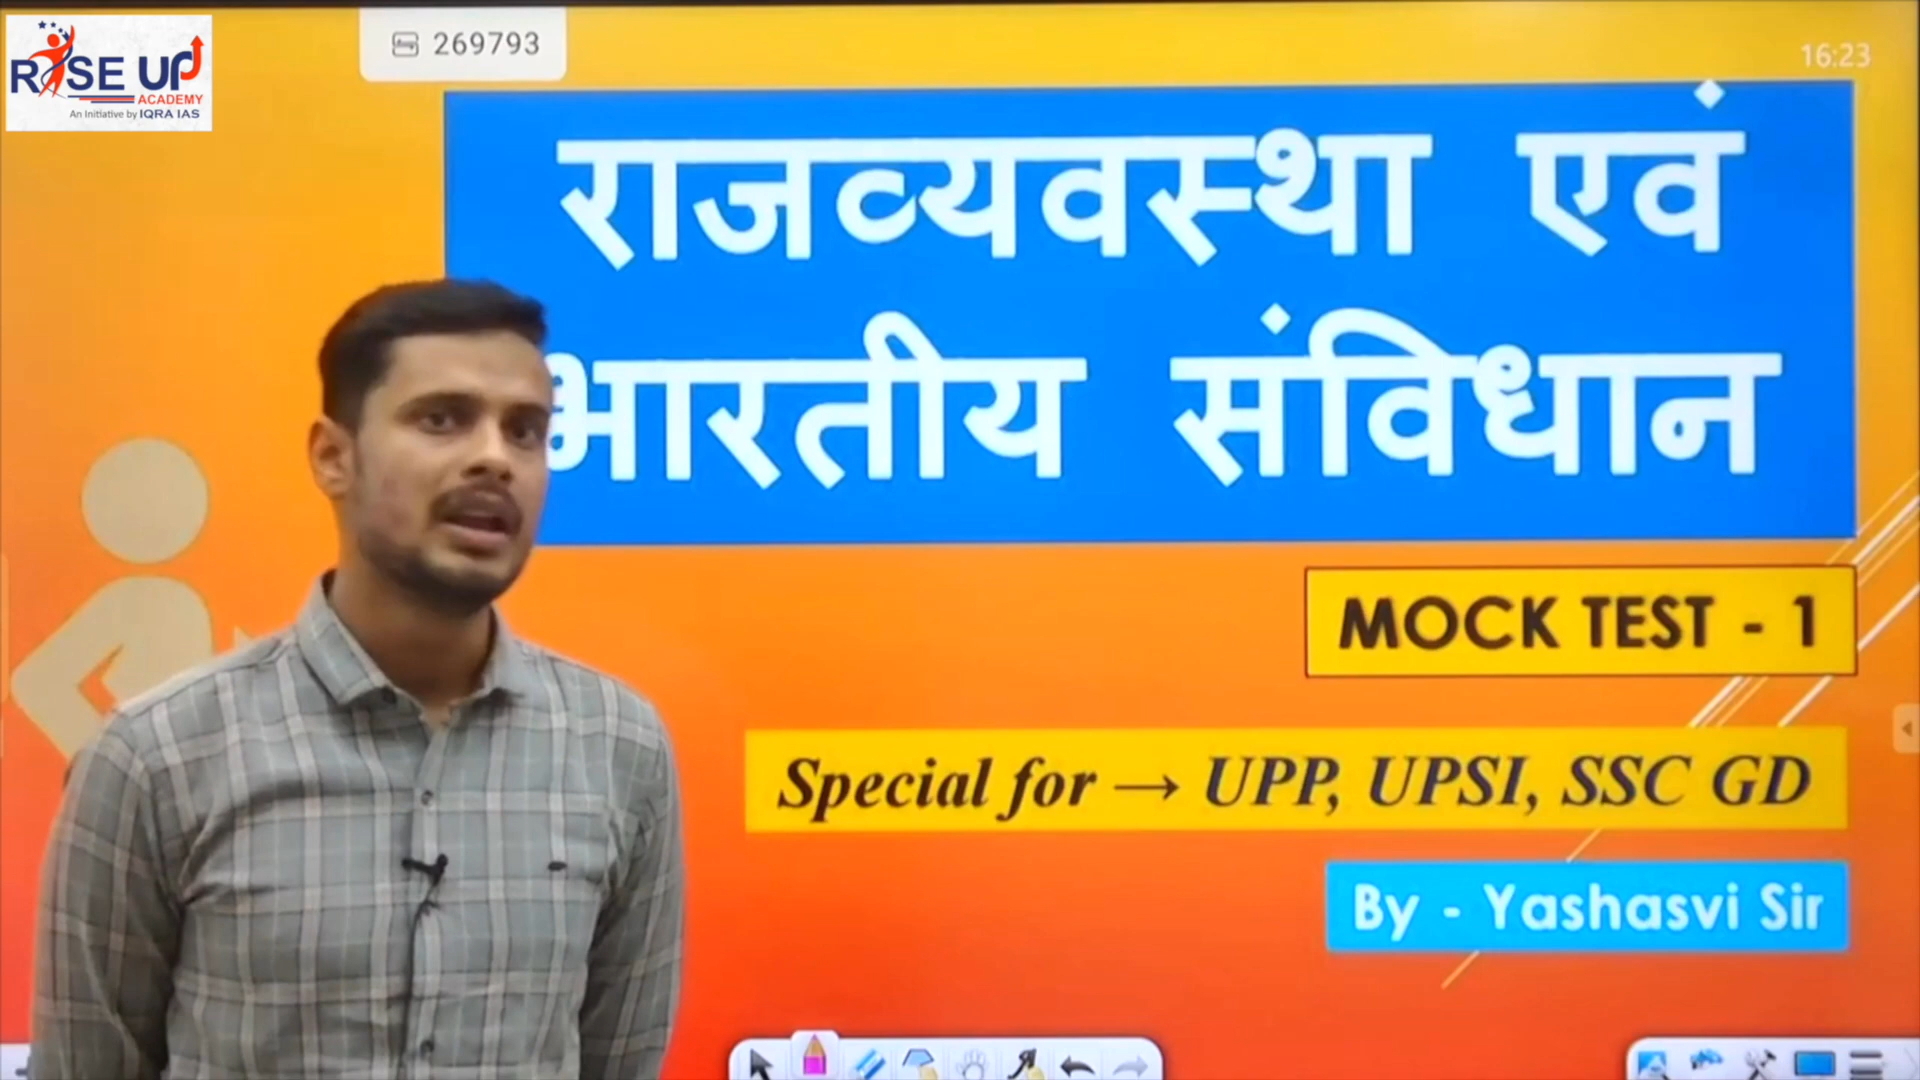 RISE UP
ACADEMY
An Initiative by IQRA IAS
269793
16:23
राजव्यवस्था एवं
भारतीय संविधान
MOCK TEST - 1
Special for → UPP, UPSI, SSC GD
By - Yashasvi Sir